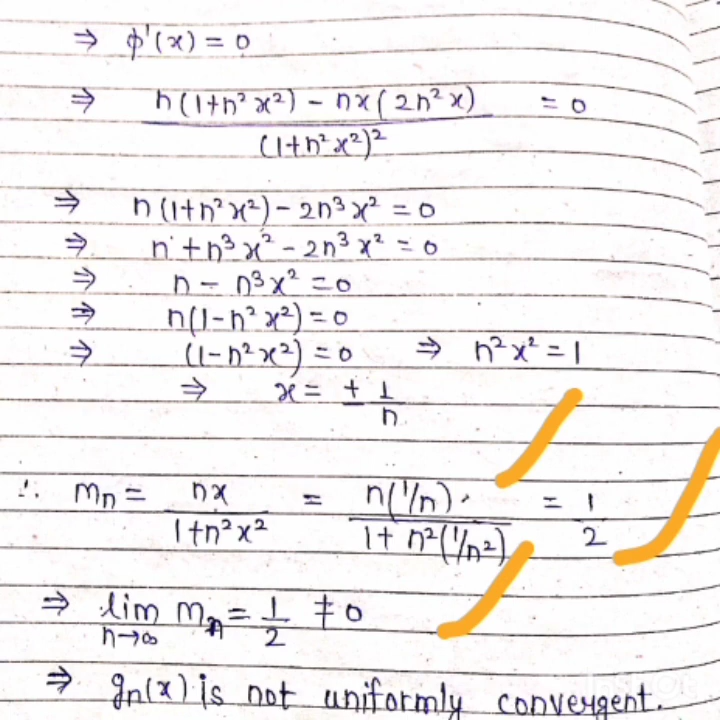 ⇒ φ'(x) = 0
⇒ n(1+n²x²) - nx(2n²x) / (1+n²x²)² = 0
⇒ n(1+n²x²) - 2n³x² = 0
⇒ n + n³x² - 2n³x² = 0
⇒ n - n³x² = 0
⇒ n(1-n²x²) = 0
⇒ (1-n²x²) = 0 ⇒ n²x² = 1
⇒ x = ± 1/n
∴ mn = nx / 1+n²x² = n(1/n) / 1+n²(1/n²) = 1/2
⇒ lim n→∞ mn = 1/2 ≠ 0
⇒ gn(x) is not uniformly convergent.